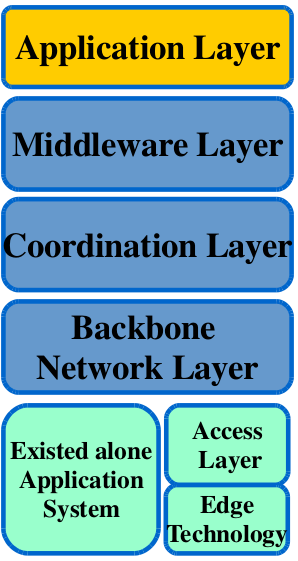 Application Layer
Middleware Layer
Coordination Layer
Backbone
Network Layer
Existed alone
Application
System
Access
Layer
Edge
Technology